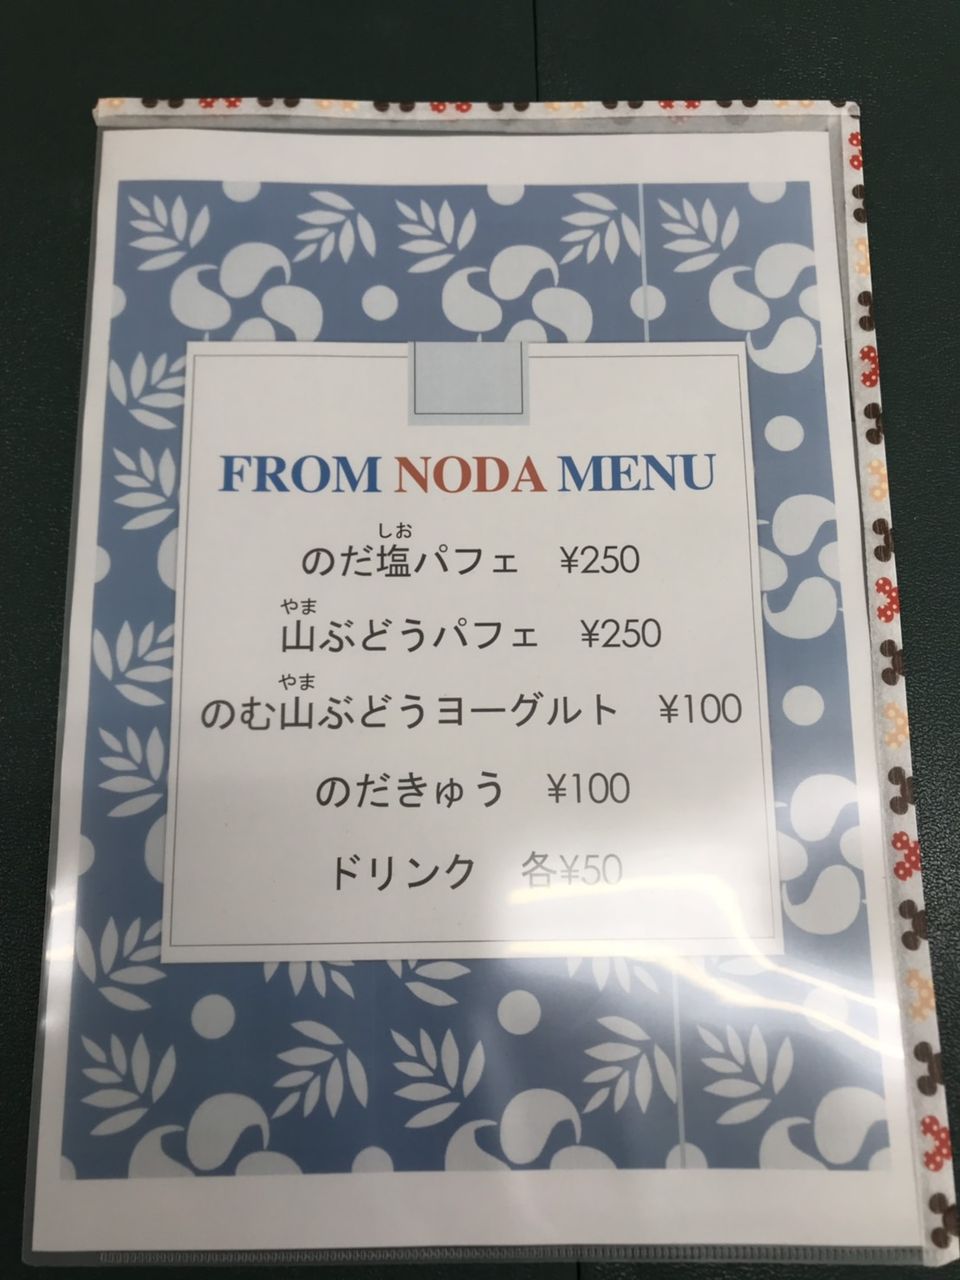 FROM NODA MENU
しお
のだ塩パフェ ¥250
やま
山ぶどうパフェ ¥250
やま
のむ山ぶどうヨーグルト ¥100
のだきゅう ¥100
ドリンク 各¥50